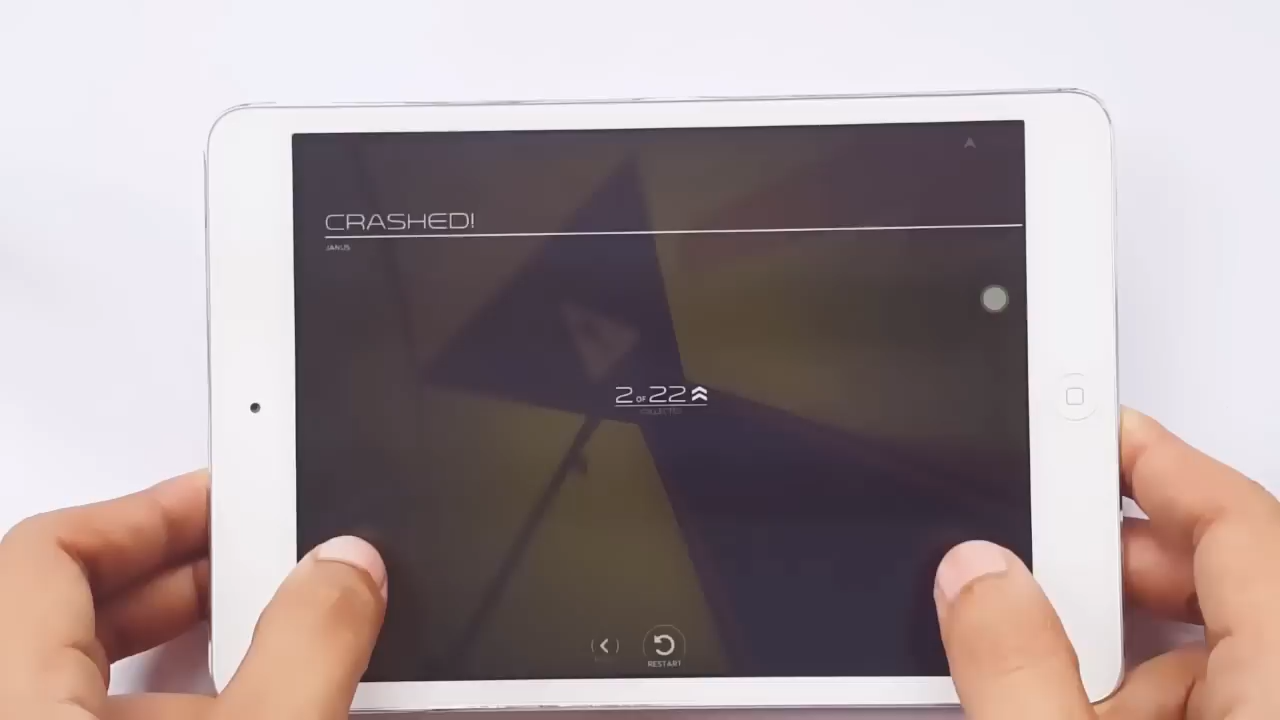 CRASHED!
JANUS
2 OF 22
COLLECTED
RESTART